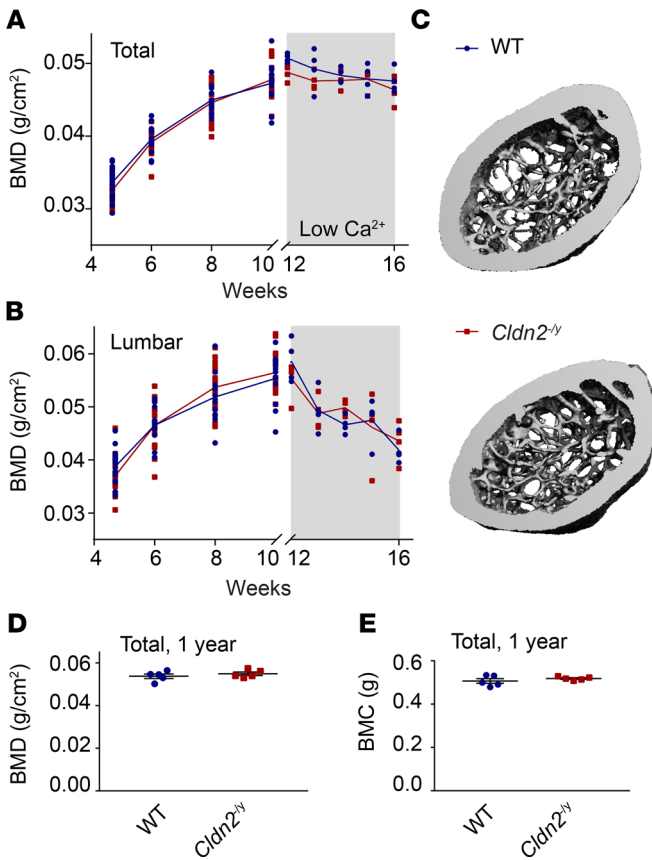 A
Total
BMD (g/cm²)
0.05
0.04
0.03
Low Ca²⁺
4 6 8 10 12 16
Weeks
B
Lumbar
BMD (g/cm²)
0.06
0.05
0.04
0.03
4 6 8 10 12 16
Weeks
C
WT
Cldn2⁻/ʸ
D
Total, 1 year
BMD (g/cm²)
0.06
0.04
0.02
0.00
WT
Cldn2⁻/ʸ
E
Total, 1 year
BMC (g)
0.6
0.4
0.2
0.0
WT
Cldn2⁻/ʸ